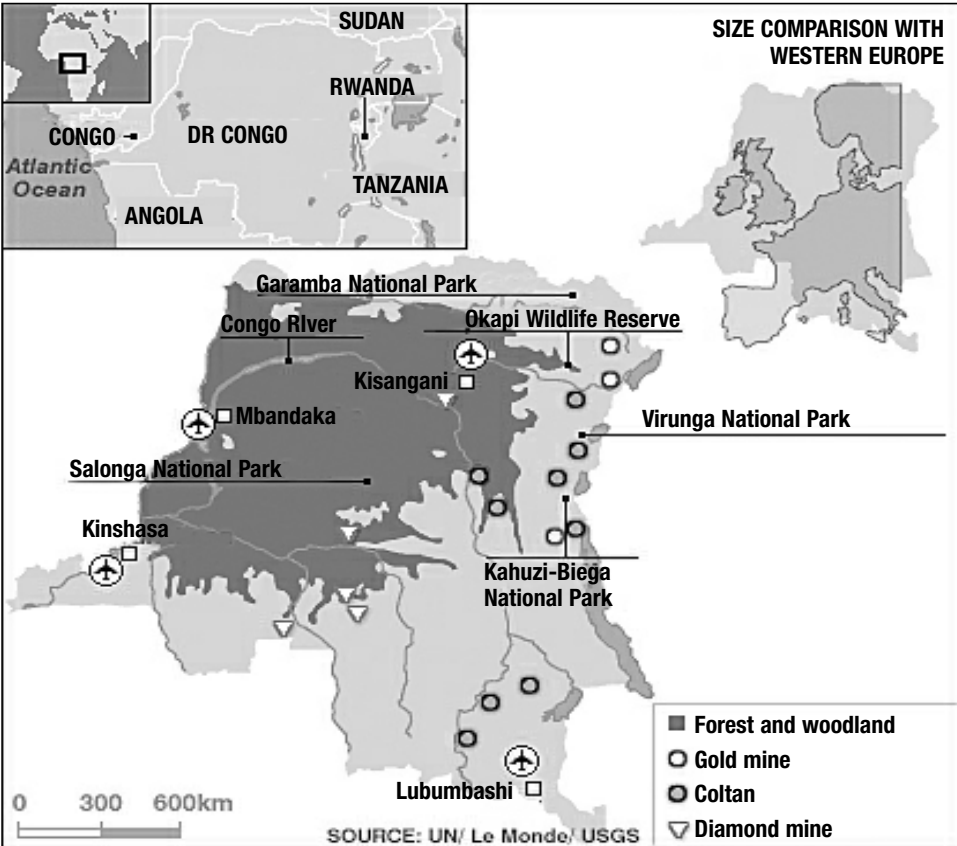 SUDAN
RWANDA
CONGO
DR CONGO
Atlantic
Ocean
TANZANIA
ANGOLA
SIZE COMPARISON WITH
WESTERN EUROPE
Garamba National Park
Congo RIver
Okapi Wildlife Reserve
Kisangani
Mbandaka
Virunga National Park
Salonga National Park
Kinshasa
Kahuzi-Biega
National Park
Lubumbashi
Forest and woodland
Gold mine
Coltan
Diamond mine
0 300 600km
SOURCE: UN/ Le Monde/ USGS